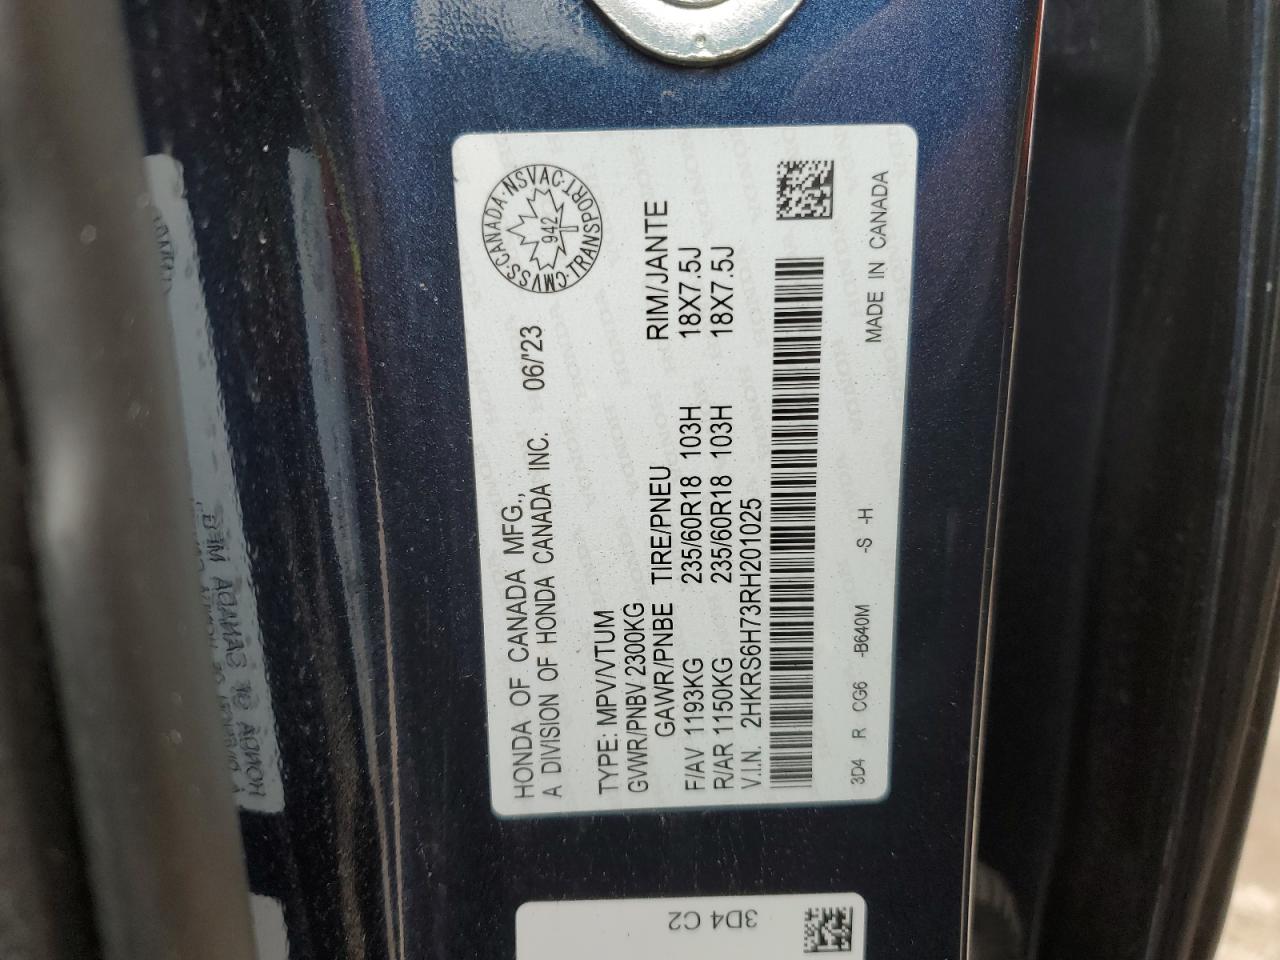 HONDA OF CANADA MFG.,
A DIVISION OF HONDA CANADA INC. 06/'23
CMVSS·CANADA·NSVAC·TRANSPORT·
942
TYPE: MPV/VTUM
GVWR/PNBV 2300KG
GAWR/PNBE TIRE/PNEU RIM/JANTE
F/AV 1193KG 235/60R18 103H 18X7.5J
R/AR 1150KG 235/60R18 103H 18X7.5J
V.I.N. 2HKRS6H73RH201025
3D4 R CG6 -B640M -S -H MADE IN CANADA
3D4 C2